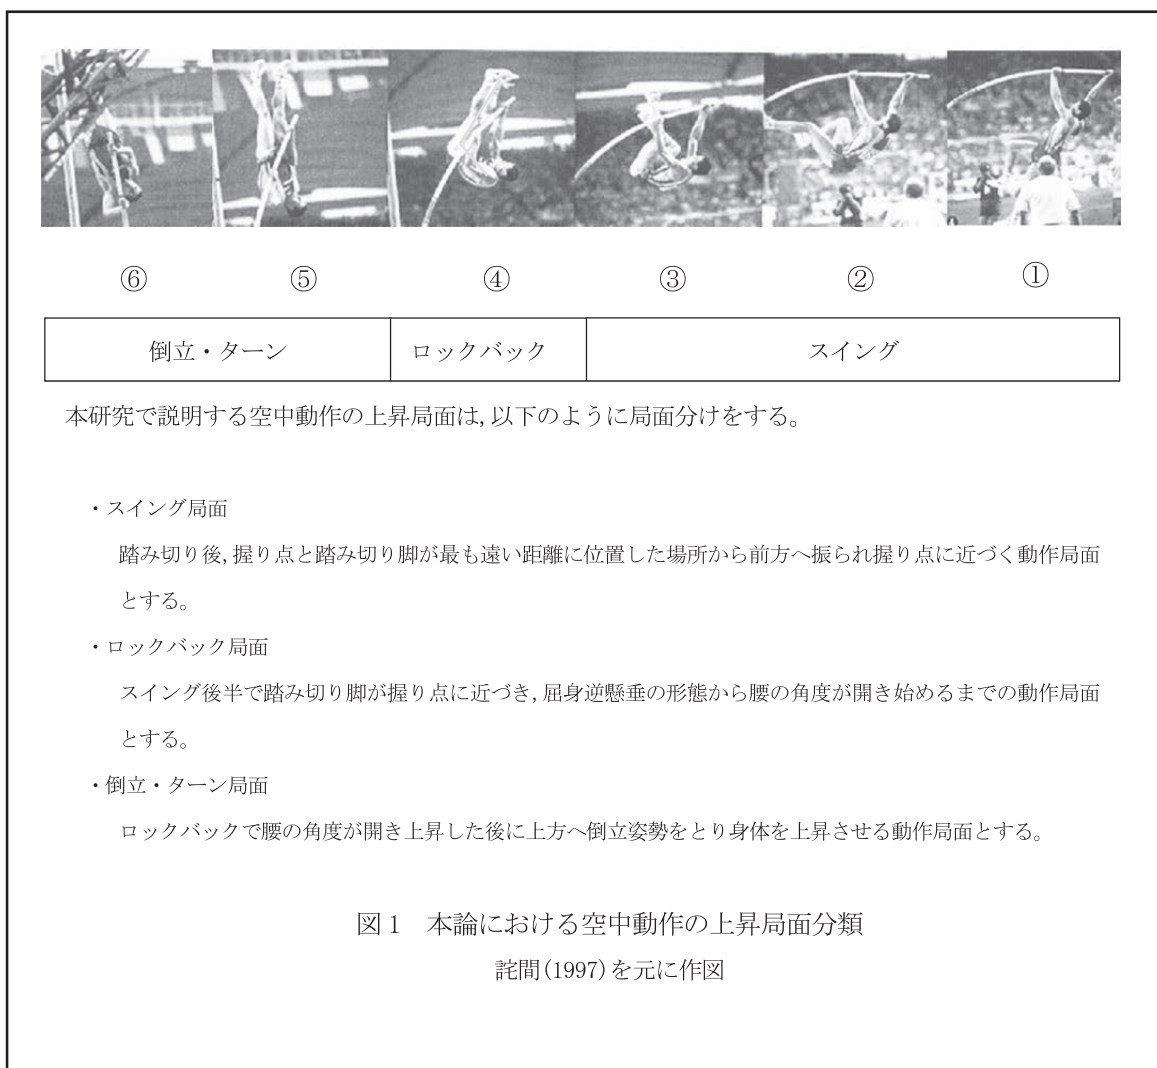 ⑥ ⑤ ④ ③ ② ①
倒立・ターン ロックバック スイング
本研究で説明する空中動作の上昇局面は,以下のように局面分けをする。
・スイング局面
踏み切り後,握り点と踏み切り脚が最も遠い距離に位置した場所から前方へ振られ握り点に近づく動作局面
とする。
・ロックバック局面
スイング後半で踏み切り脚が握り点に近づき,屈身逆懸垂の形態から腰の角度が開き始めるまでの動作局面
とする。
・倒立・ターン局面
ロックバックで腰の角度が開き上昇した後に上方へ倒立姿勢をとり身体を上昇させる動作局面とする。
図1　本論における空中動作の上昇局面分類
詫間(1997)を元に作図